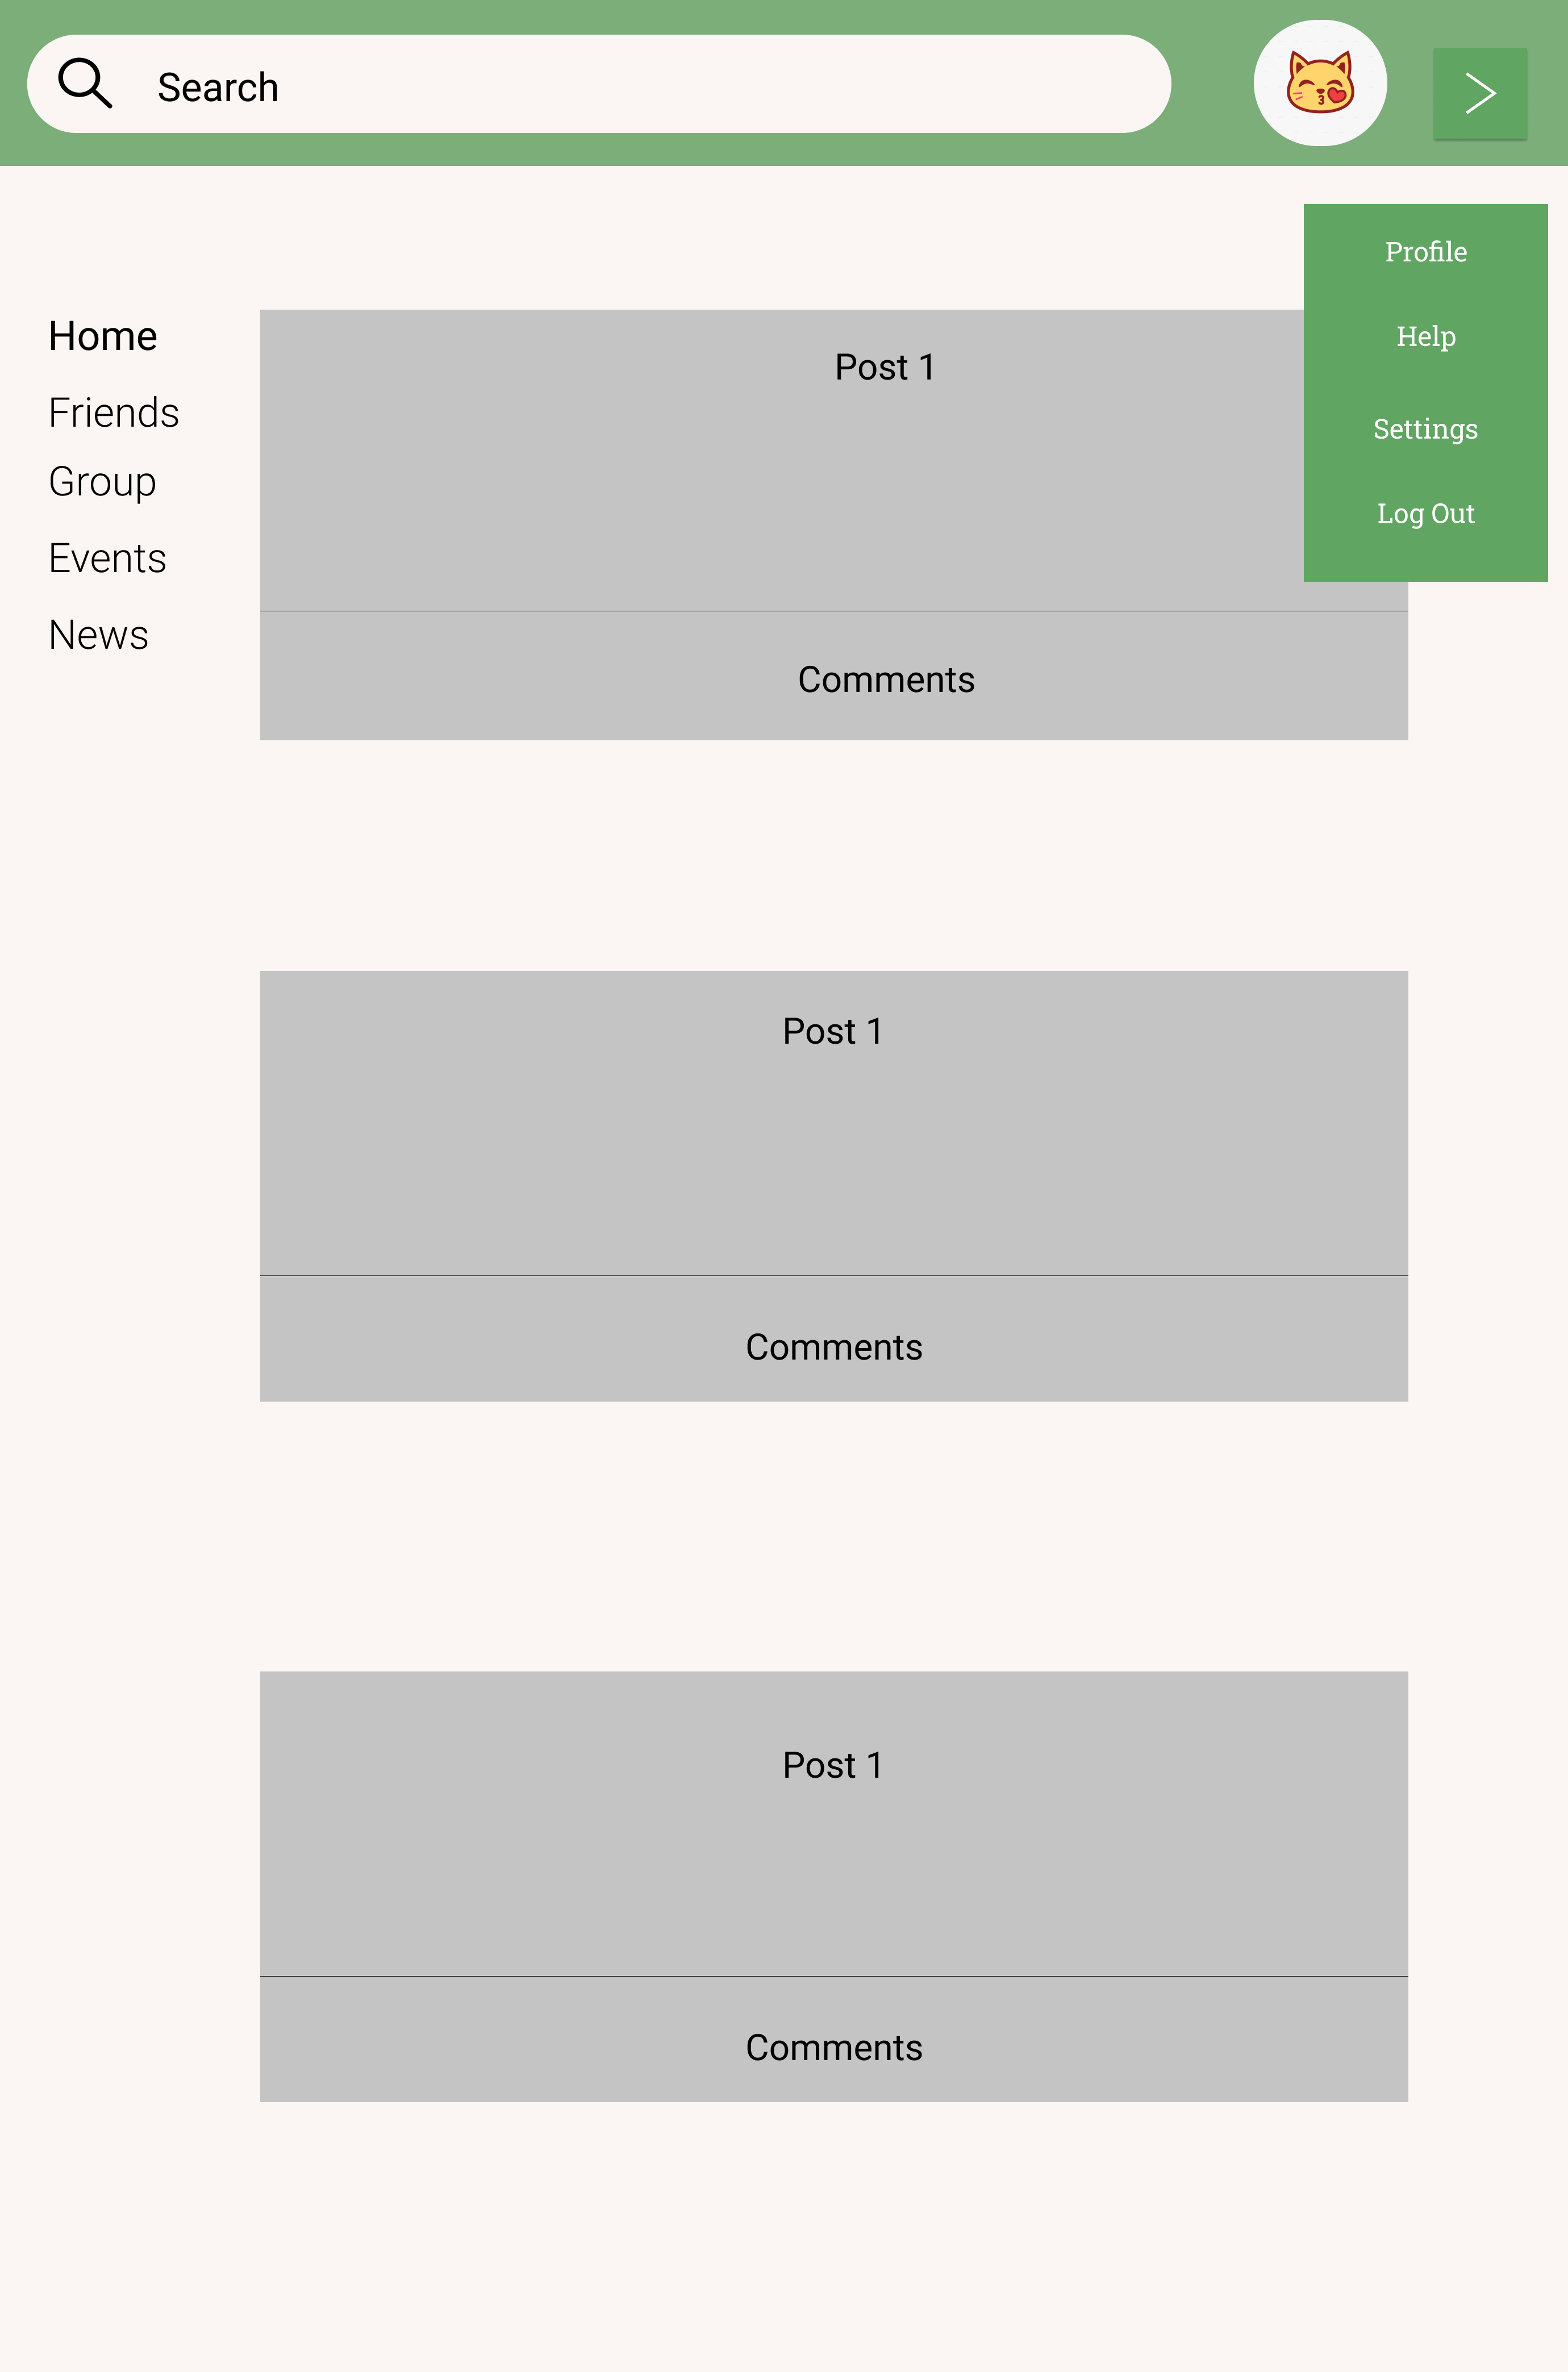 Search
Profile
Help
Settings
Log Out
Home
Friends
Group
Events
News
Post 1
Comments
Post 1
Comments
Post 1
Comments